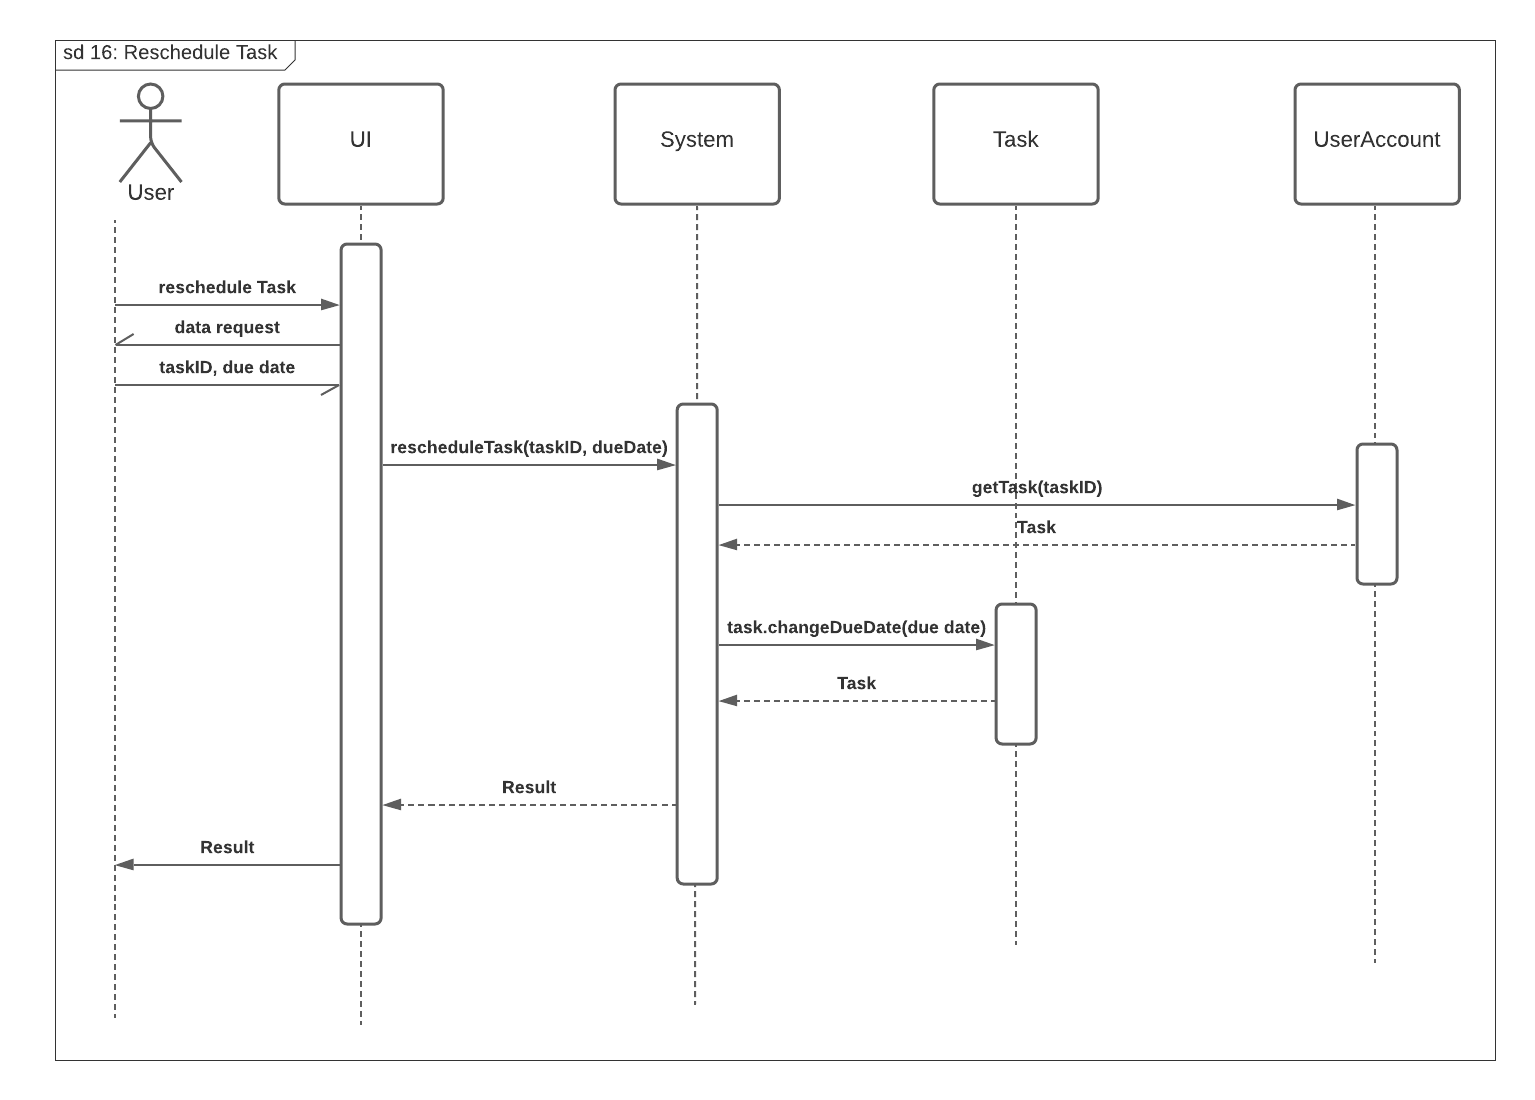 sd 16: Reschedule Task
User
UI
System
Task
UserAccount
reschedule Task
data request
taskID, due date
rescheduleTask(taskID, dueDate)
getTask(taskID)
Task
task.changeDueDate(due date)
Task
Result
Result